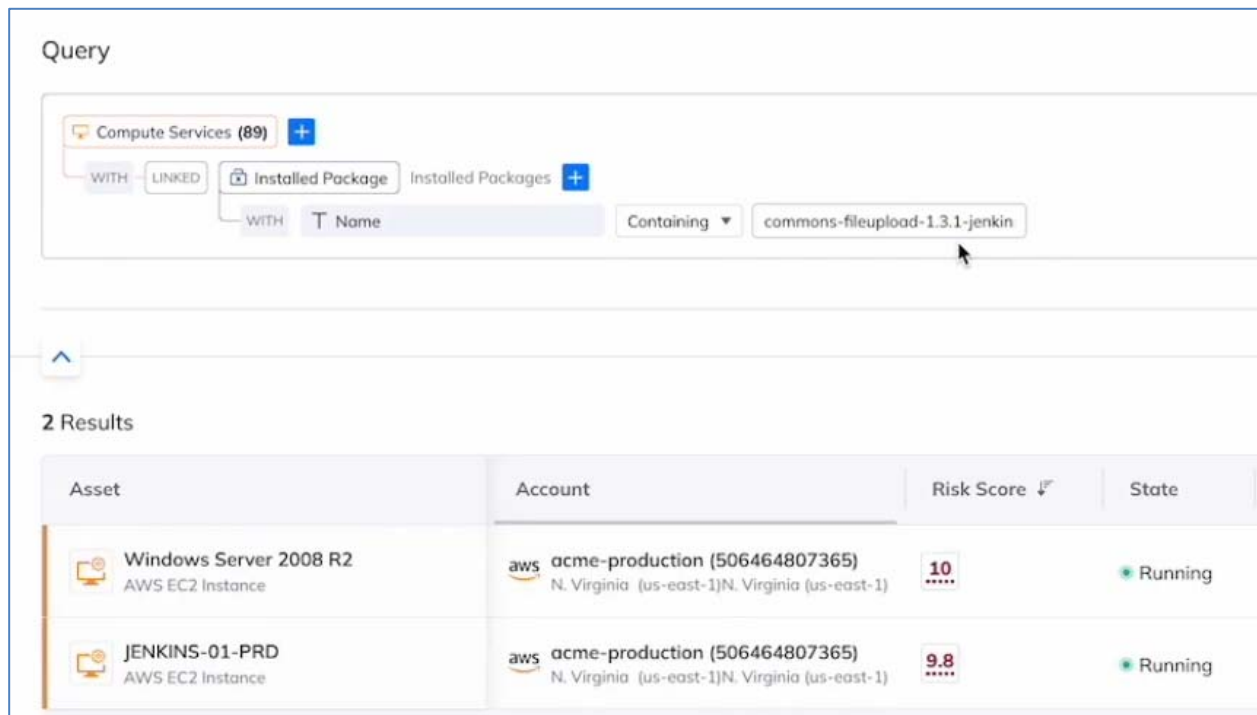 Query
Compute Services (89)
WITH LINKED Installed Package Installed Packages
WITH T Name Containing commons-fileupload-1.3.1-jenkin
2 Results
Asset Account Risk Score State
Windows Server 2008 R2 aws acme-production (506464807365) 10 Running
AWS EC2 Instance N. Virginia (us-east-1)N. Virginia (us-east-1)
JENKINS-01-PRD aws acme-production (506464807365) 9.8 Running
AWS EC2 Instance N. Virginia (us-east-1)N. Virginia (us-east-1)